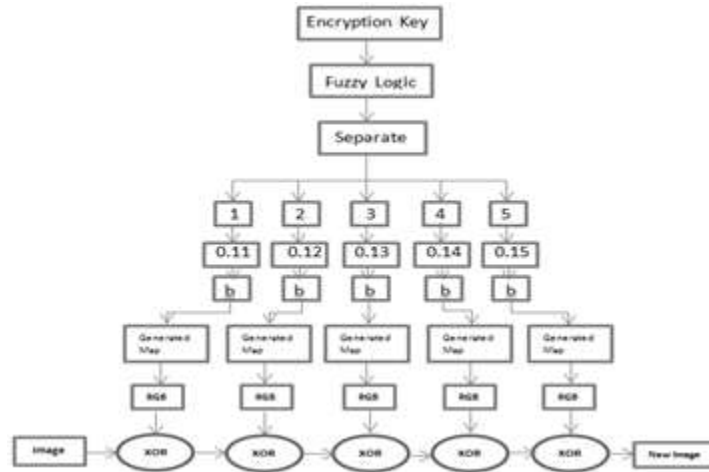 Encryption Key
Fuzzy Logic
Separate
1 2 3 4 5
0.11 0.12 0.13 0.14 0.15
b b b b b
Generated Generated Generated Generated Generated
Map Map Map Map Map
RGB RGB RGB RGB RGB
Image XOR XOR XOR XOR XOR New Image